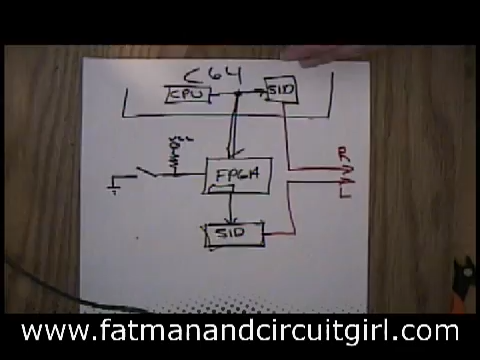 C64
CPU
SID
R
FPGA
L
SID
www.fatmanandcircuitgirl.com